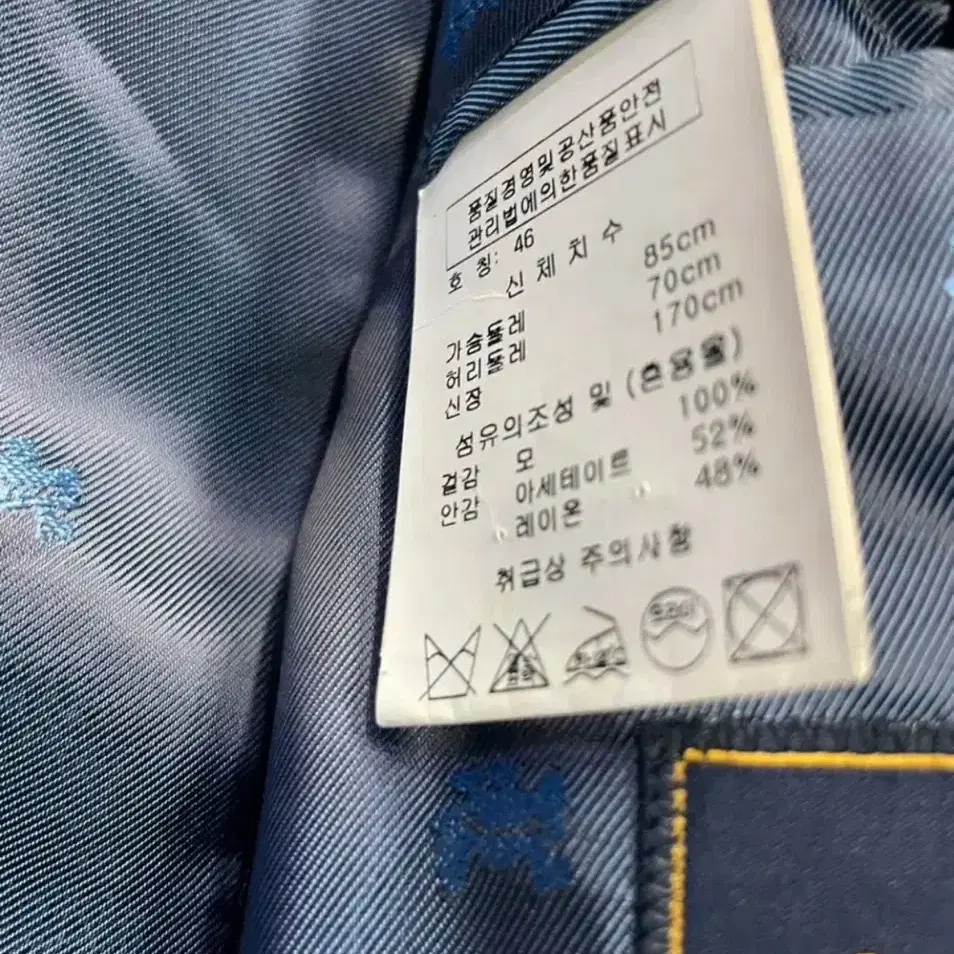 품질경영및공산품안전
관리법에의한품질표시
호 칭: 46
신 체 치 수
가슴둘레 85cm
허리둘레 70cm
신장 170cm
섬유의조성 및 (혼용율)
겉감 모 100%
안감 아세테이트 52%
레이온 48%
취급상 주의사항
드라이